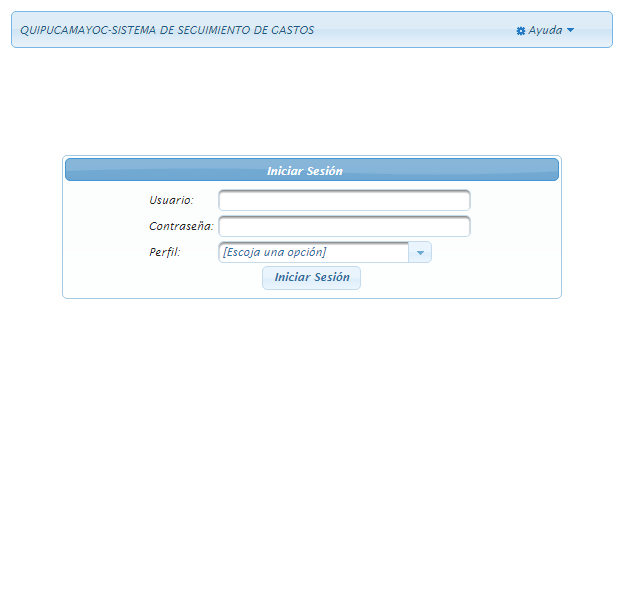 QUIPUCAMAYOC-SISTEMA DE SEGUIMIENTO DE GASTOS
Ayuda
Iniciar Sesión
Usuario:
Contraseña:
Perfil: [Escoja una opción]
Iniciar Sesión